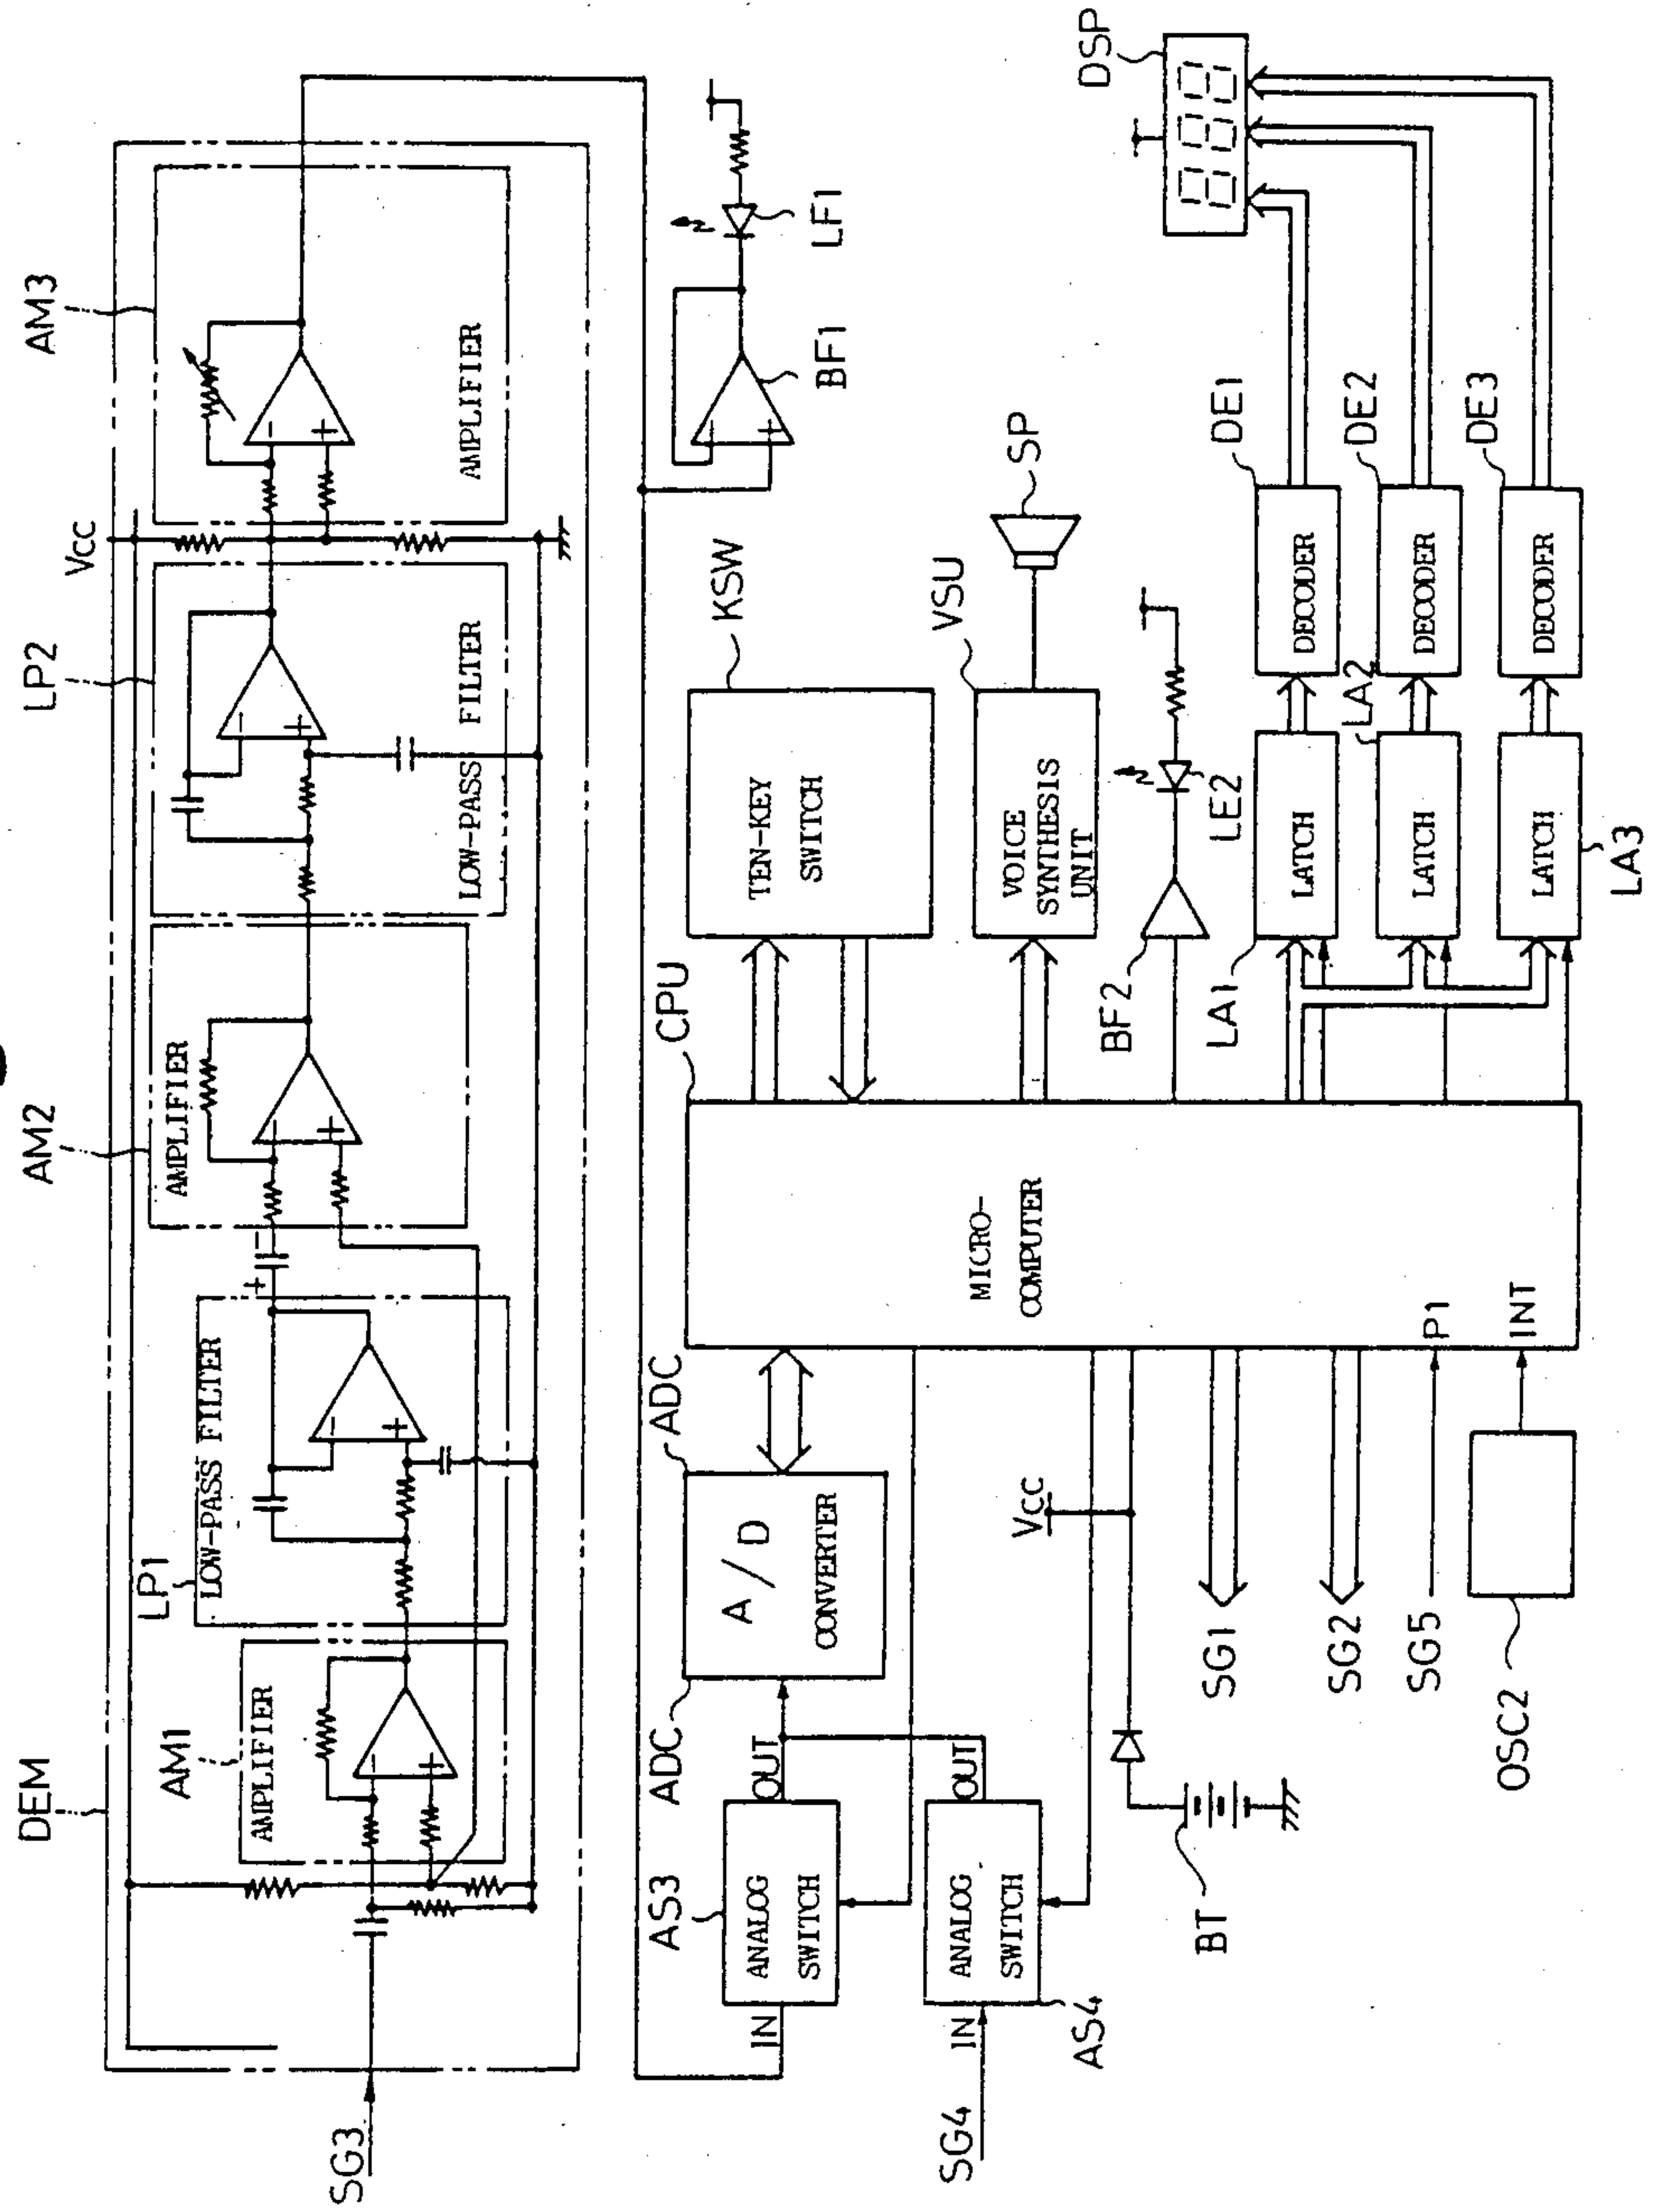 DEM
AM1
AMPLIFIER
LP1
LOW-PASS FILTER
AM2
AMPLIFIER
LP2
LOW-PASS FILTER
Vcc
AM3
AMPLIFIER
SG3
+
−
−
+
−
+
−
+
−
+
−
+
BF1
−
+
LF1
AS3
ANALOG
SWITCH
IN
OUT
ADC
ADC
A/D
CONVERTER
SG4
IN
ANALOG
SWITCH
OUT
AS4
BT
Vcc
SG1
SG2
SG5
P1
OSC2
INT
CPU
MICRO-
COMPUTER
KSW
TEN-KEY
SWITCH
VSU
VOICE
SYNTHESIS
UNIT
SP
BF2
LE2
LA1
LATCH
LA2
LATCH
LA3
LATCH
DE1
DECODER
DE2
DECODER
DE3
DECODER
DSP